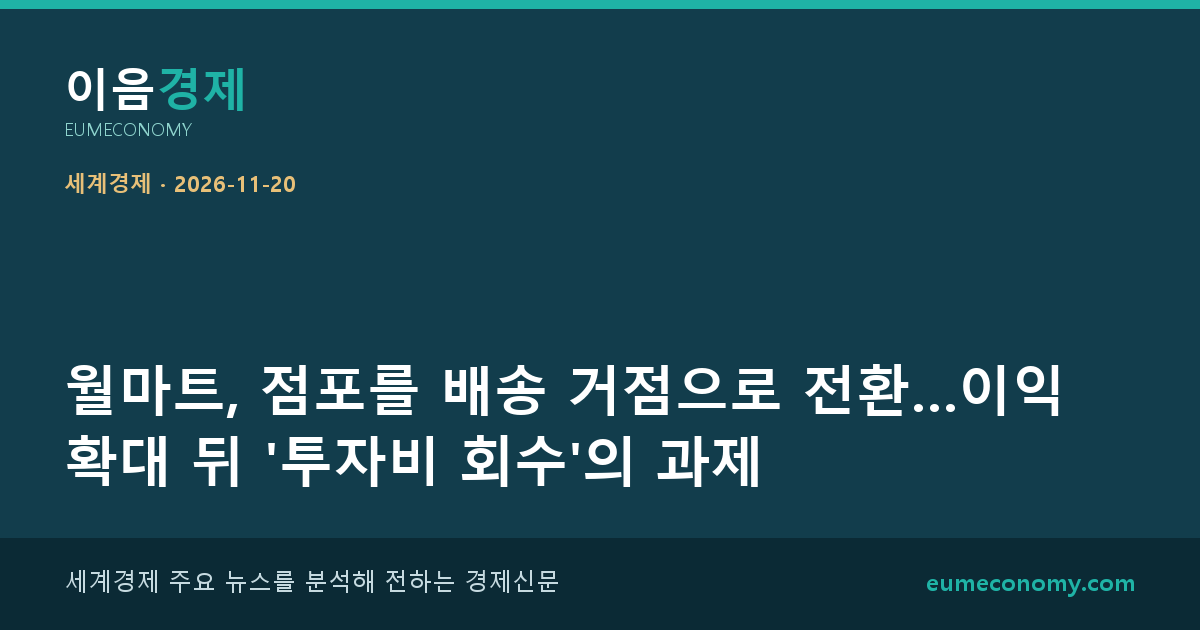 이음경제
EUMECONOMY
세계경제 · 2026-11-20
월마트, 점포를 배송 거점으로 전환…이익
확대 뒤 '투자비 회수'의 과제
세계경제 주요 뉴스를 분석해 전하는 경제신문
eumeconomy.com